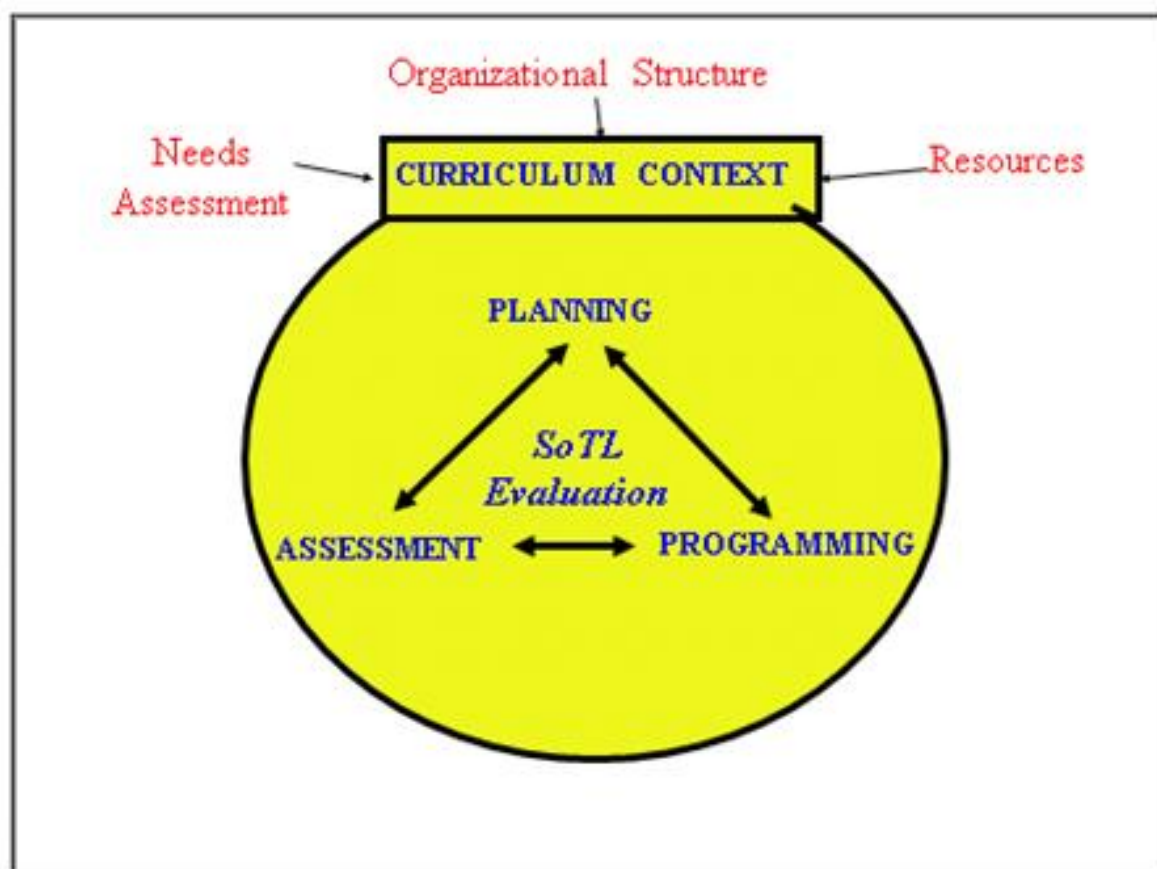 Organizational Structure
Needs
Assessment
CURRICULUM CONTEXT
Resources
PLANNING
SoTL
Evaluation
ASSESSMENT
PROGRAMMING